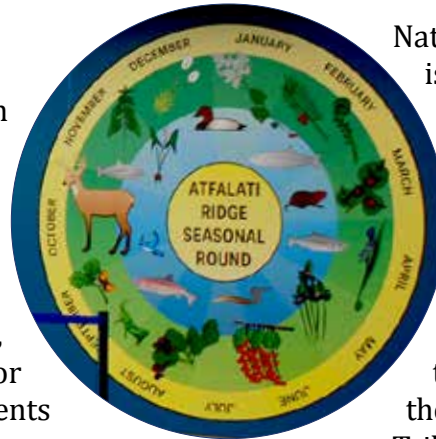 Nat
is
DECEMBER
JANUARY
NOVEMBER
FEBRUARY
MARCH
ATFALATI
RIDGE
SEASONAL
ROUND
OCTOBER
APRIL
SEPTEMBER
MAY
AUGUST
JUNE
JULY
or
ents
t
the